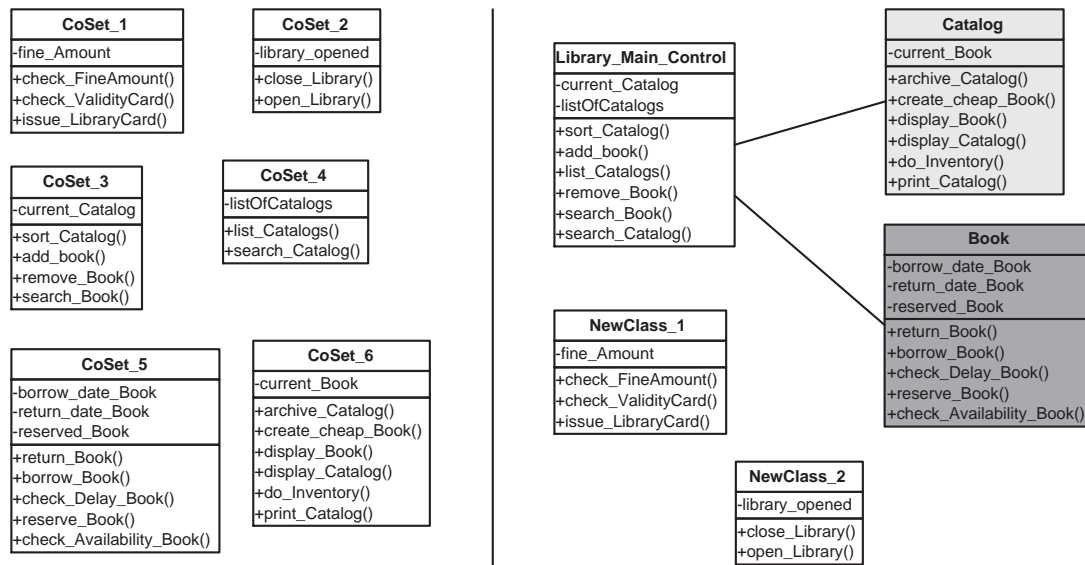 CoSet_1
-fine_Amount
+check_FineAmount()
+check_ValidityCard()
+issue_LibraryCard()
CoSet_2
-library_opened
+close_Library()
+open_Library()
CoSet_3
-current_Catalog
+sort_Catalog()
+add_book()
+remove_Book()
+search_Book()
CoSet_4
-listOfCatalogs
+list_Catalogs()
+search_Catalog()
CoSet_5
-borrow_date_Book
-return_date_Book
-reserved_Book
+return_Book()
+borrow_Book()
+check_Delay_Book()
+reserve_Book()
+check_Availability_Book()
CoSet_6
-current_Book
+archive_Catalog()
+create_cheap_Book()
+display_Book()
+display_Catalog()
+do_Inventory()
+print_Catalog()
Library_Main_Control
-current_Catalog
-listOfCatalogs
+sort_Catalog()
+add_book()
+list_Catalogs()
+remove_Book()
+search_Book()
+search_Catalog()
Catalog
-current_Book
+archive_Catalog()
+create_cheap_Book()
+display_Book()
+display_Catalog()
+do_Inventory()
+print_Catalog()
Book
-borrow_date_Book
-return_date_Book
-reserved_Book
+return_Book()
+borrow_Book()
+check_Delay_Book()
+reserve_Book()
+check_Availability_Book()
NewClass_1
-fine_Amount
+check_FineAmount()
+check_ValidityCard()
+issue_LibraryCard()
NewClass_2
-library_opened
+close_Library()
+open_Library()